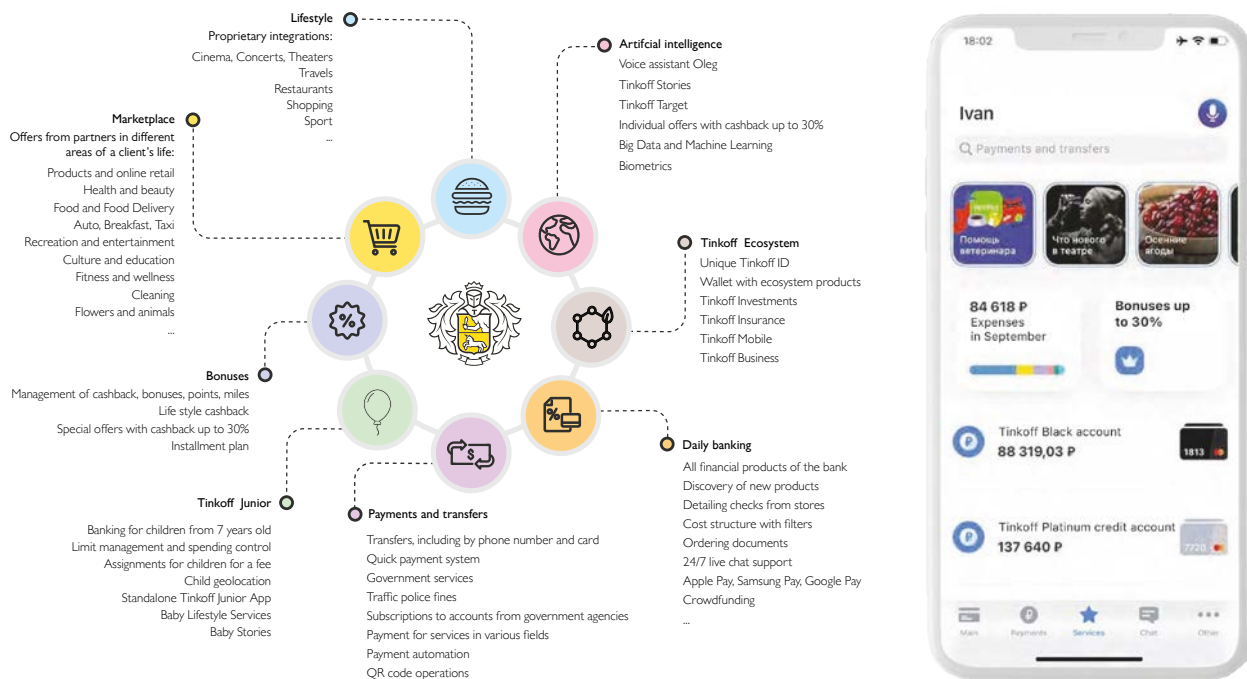 Lifestyle
Proprietary integrations:
Cinema, Concerts, Theaters
Travels
Restaurants
Shopping
Sport
...
Artifcial intelligence
Voice assistant Oleg
Tinkoff Stories
Tinkoff Target
Individual offers with cashback up to 30%
Big Data and Machine Learning
Biometrics
Marketplace
Offers from partners in different
areas of a client's life:
Products and online retail
Health and beauty
Food and Food Delivery
Auto, Breakfast, Taxi
Recreation and entertainment
Culture and education
Fitness and wellness
Cleaning
Flowers and animals
...
Tinkoff Ecosystem
Unique Tinkoff ID
Wallet with ecosystem products
Tinkoff Investments
Tinkoff Insurance
Tinkoff Mobile
Tinkoff Business
Bonuses
Management of cashback, bonuses, points, miles
Life style cashback
Special offers with cashback up to 30%
Installment plan
Daily banking
All financial products of the bank
Discovery of new products
Detailing checks from stores
Cost structure with filters
Ordering documents
24/7 live chat support
Apple Pay, Samsung Pay, Google Pay
Crowdfunding
...
Tinkoff Junior
Banking for children from 7 years old
Limit management and spending control
Assignments for children for a fee
Child geolocation
Standalone Tinkoff Junior App
Baby Lifestyle Services
Baby Stories
Payments and transfers
Transfers, including by phone number and card
Quick payment system
Government services
Traffic police fines
Subscriptions to accounts from government agencies
Payment for services in various fields
Payment automation
QR code operations
%
%
$
18:02
Ivan
Payments and transfers
Помощь
ветеринара
Что нового
в театре
Осенние
ягоды
84 618 ₽
Expenses
in September
Bonuses up
to 30%
₽
Tinkoff Black account
88 319,03 ₽
1813
₽
Tinkoff Platinum credit account
137 640 ₽
7720
Main
Payments
Services
Chat
Other